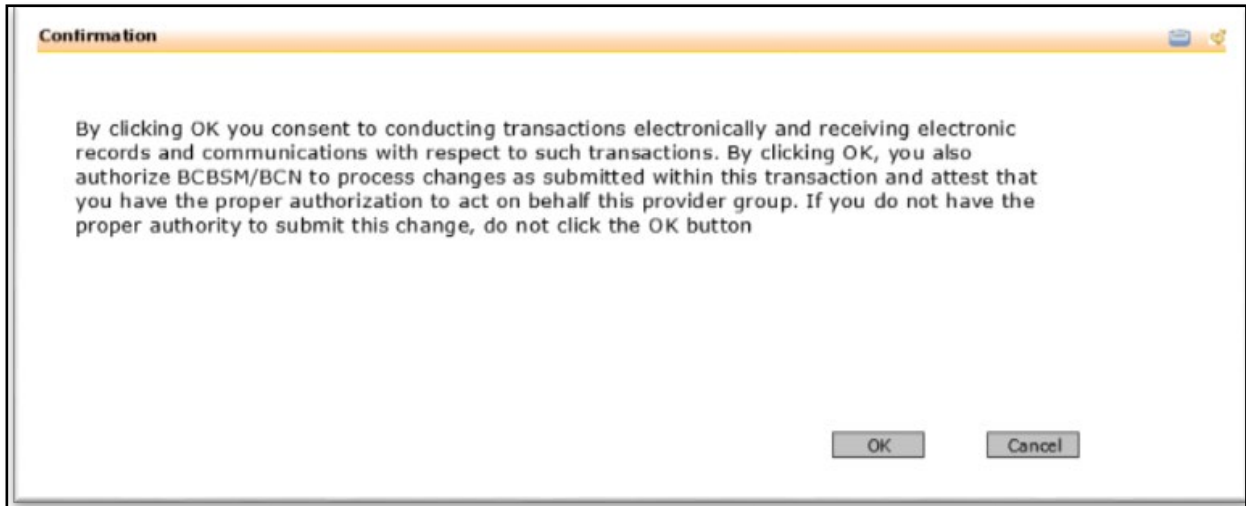 Confirmation
By clicking OK you consent to conducting transactions electronically and receiving electronic
records and communications with respect to such transactions. By clicking OK, you also
authorize BCBSM/BCN to process changes as submitted within this transaction and attest that
you have the proper authorization to act on behalf this provider group. If you do not have the
proper authority to submit this change, do not click the OK button
OK Cancel